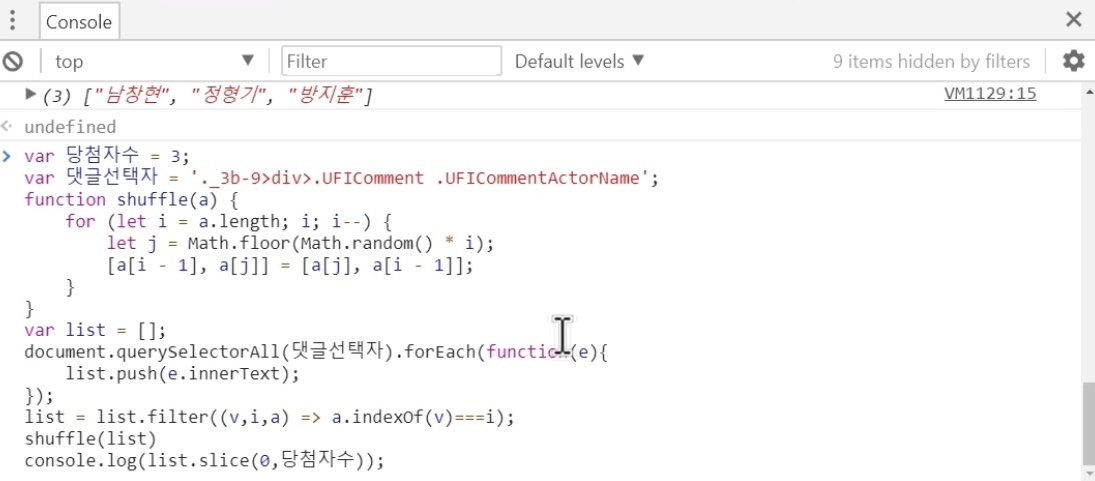 Console
top
Filter
Default levels
9 items hidden by filters
(3) ["남창현", "정형기", "방지훈"]
VM1129:15
undefined
var 당첨자수 = 3;
var 댓글선택자 = '._3b-9>div>.UFIComment .UFICommentActorName';
function shuffle(a) {
    for (let i = a.length; i; i--) {
        let j = Math.floor(Math.random() * i);
        [a[i - 1], a[j]] = [a[j], a[i - 1]];
    }
}
var list = [];
document.querySelectorAll(댓글선택자).forEach(function(e){
    list.push(e.innerText);
});
list = list.filter((v,i,a) => a.indexOf(v)===i);
shuffle(list)
console.log(list.slice(0,당첨자수));